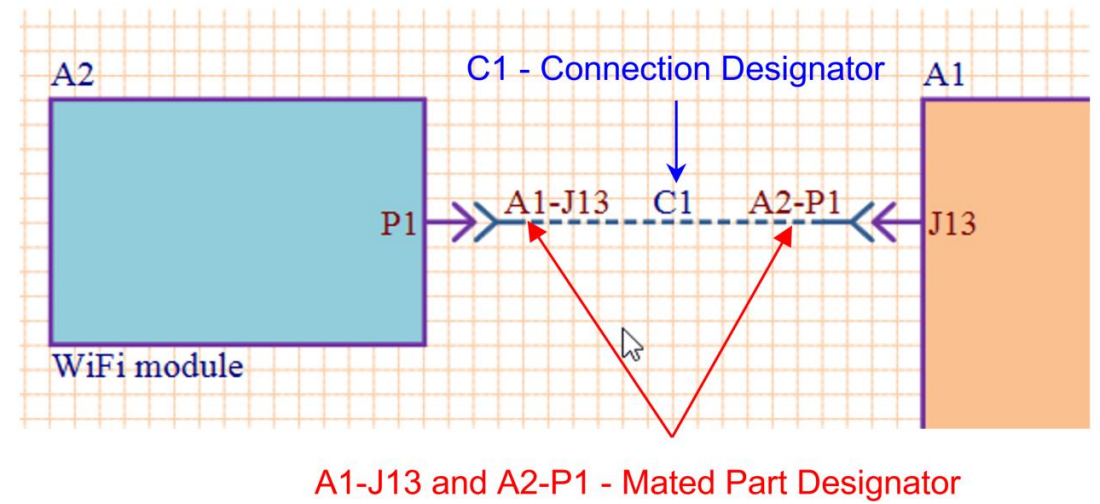 C1 - Connection Designator
A2
A1
A1-J13 C1 A2-P1
P1
J13
WiFi module
A1-J13 and A2-P1 - Mated Part Designator